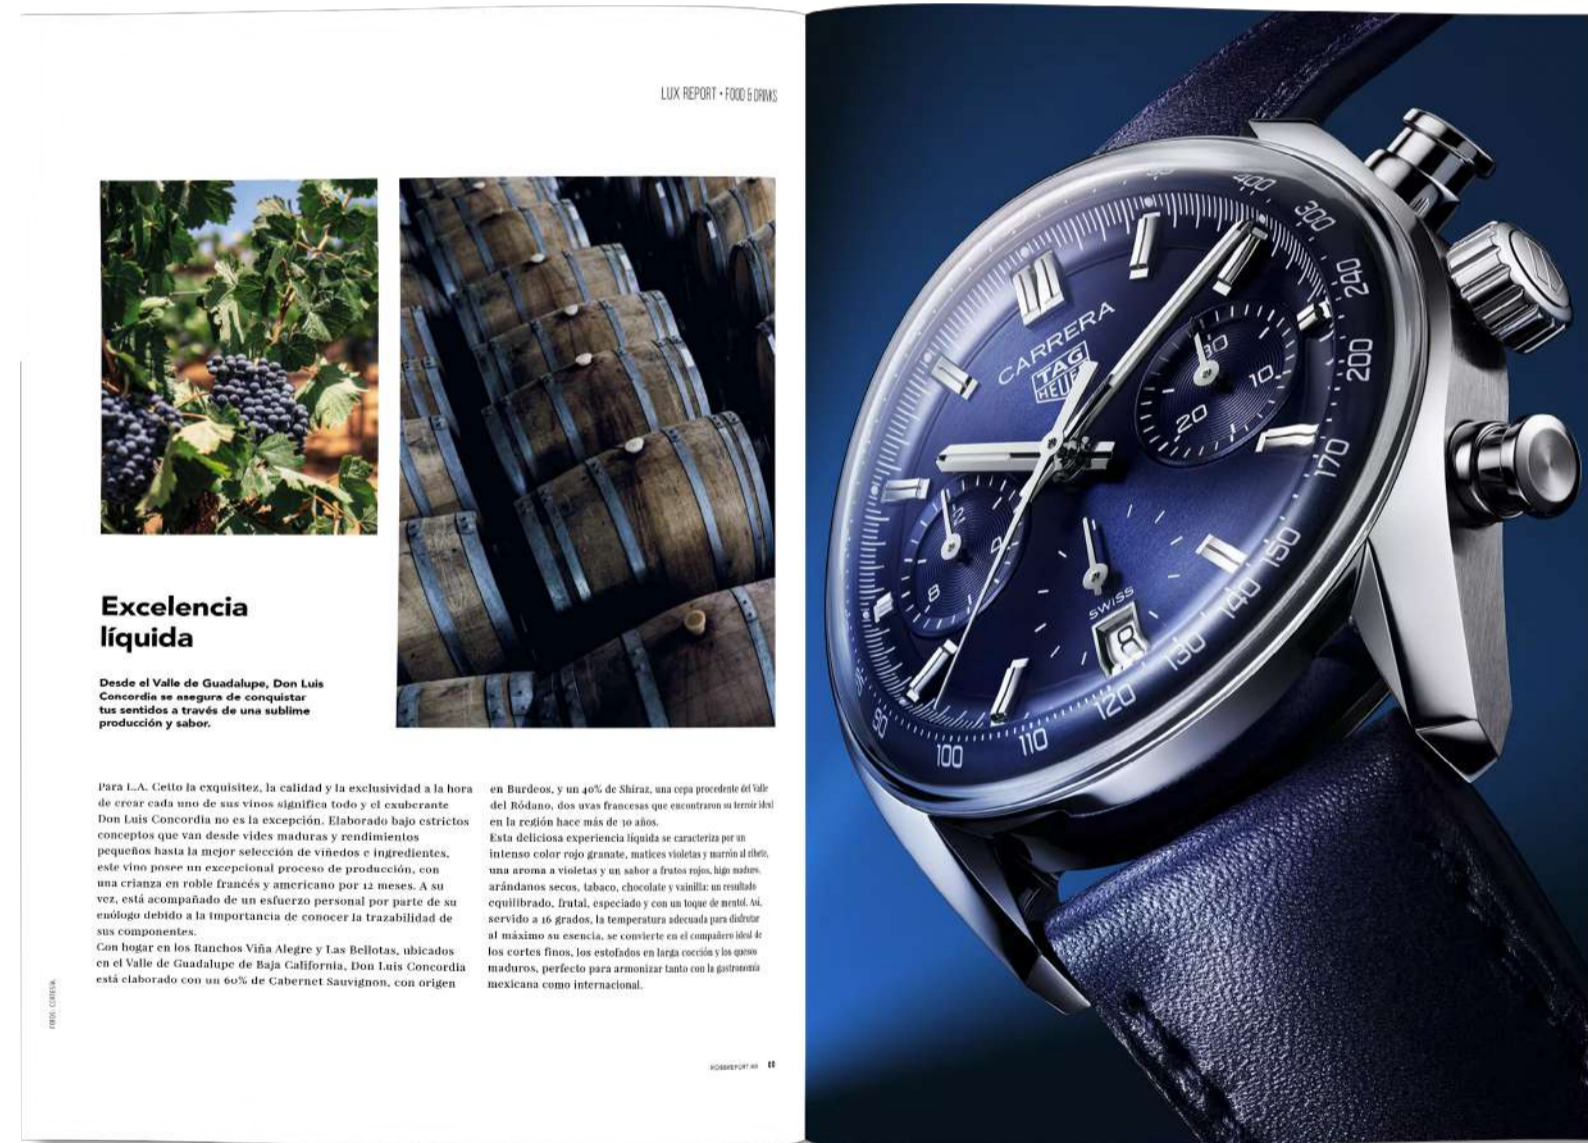 LUX REPORT • FOOD & DRINKS
Excelencia
líquida
Desde el Valle de Guadalupe, Don Luis
Concordia se asegura de conquistar
tus sentidos a través de una sublime
producción y sabor.
Para L.A. Cetto la exquisitez, la calidad y la exclusividad a la hora
de crear cada uno de sus vinos significa todo y el exuberante
Don Luis Concordia no es la excepción. Elaborado bajo estrictos
conceptos que van desde vides maduras y rendimientos
pequeños hasta la mejor selección de viñedos e ingredientes,
este vino posee un excepcional proceso de producción, con
una crianza en roble francés y americano por 12 meses. A su
vez, está acompañado de un esfuerzo personal por parte de su
enólogo debido a la importancia de conocer la trazabilidad de
sus componentes.
Con hogar en los Ranchos Viña Alegre y Las Bellotas, ubicados
en el Valle de Guadalupe de Baja California, Don Luis Concordia
está elaborado con un 60% de Cabernet Sauvignon, con origen
en Burdeos, y un 40% de Shiraz, una cepa procedente del Valle
del Ródano, dos uvas francesas que encontraron su terroir ideal
en la región hace más de 30 años.
Esta deliciosa experiencia líquida se caracteriza por un
intenso color rojo granate, matices violetas y marrón al ribete,
una aroma a violetas y un sabor a frutos rojos, higo maduro,
arándanos secos, tabaco, chocolate y vainilla: un resultado
equilibrado, frutal, especiado y con un toque de mentol. Así,
servido a 16 grados, la temperatura adecuada para disfrutar
al máximo su esencia, se convierte en el compañero ideal de
los cortes finos, los estofados en larga cocción y los quesos
maduros, perfecto para armonizar tanto con la gastronomía
mexicana como internacional.
FOTOS: CORTESÍA.
CARRERA
TAG
HEUER
400
300
240
200
170
150
140
130
120
110
100
90
30
10
20
8
SWISS
8